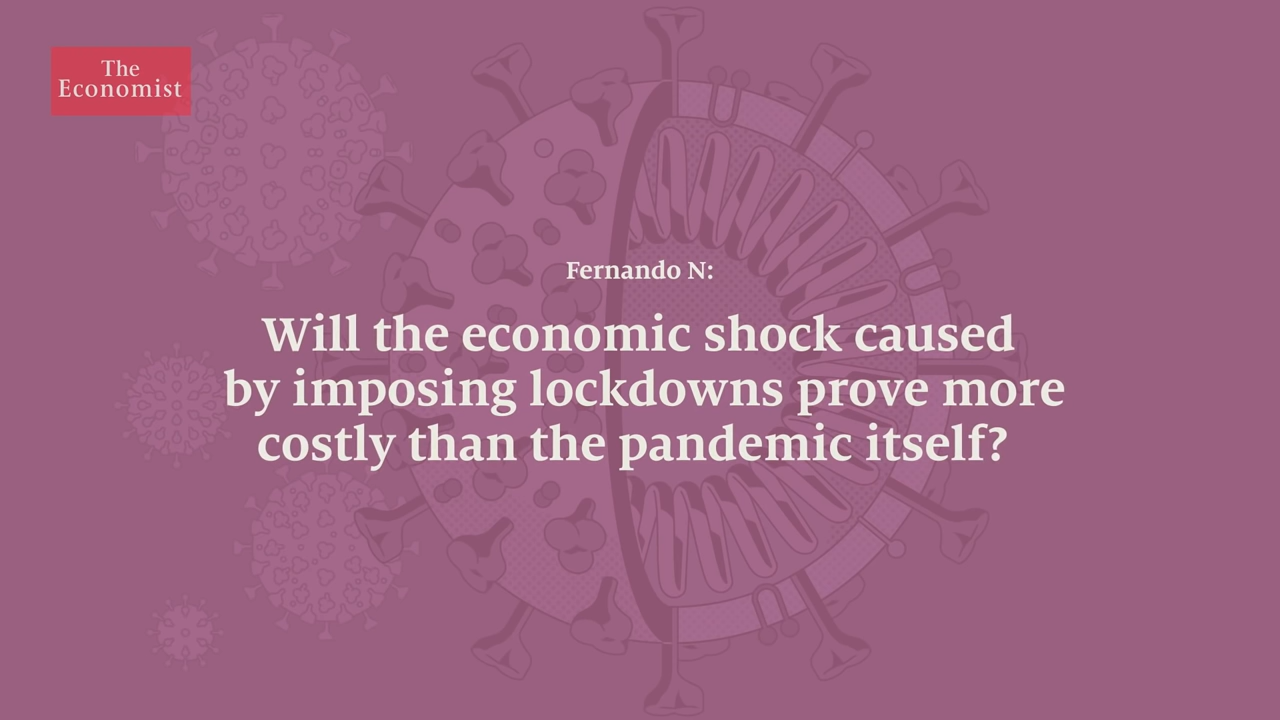 The
Economist
Fernando N:
Will the economic shock caused
by imposing lockdowns prove more
costly than the pandemic itself?